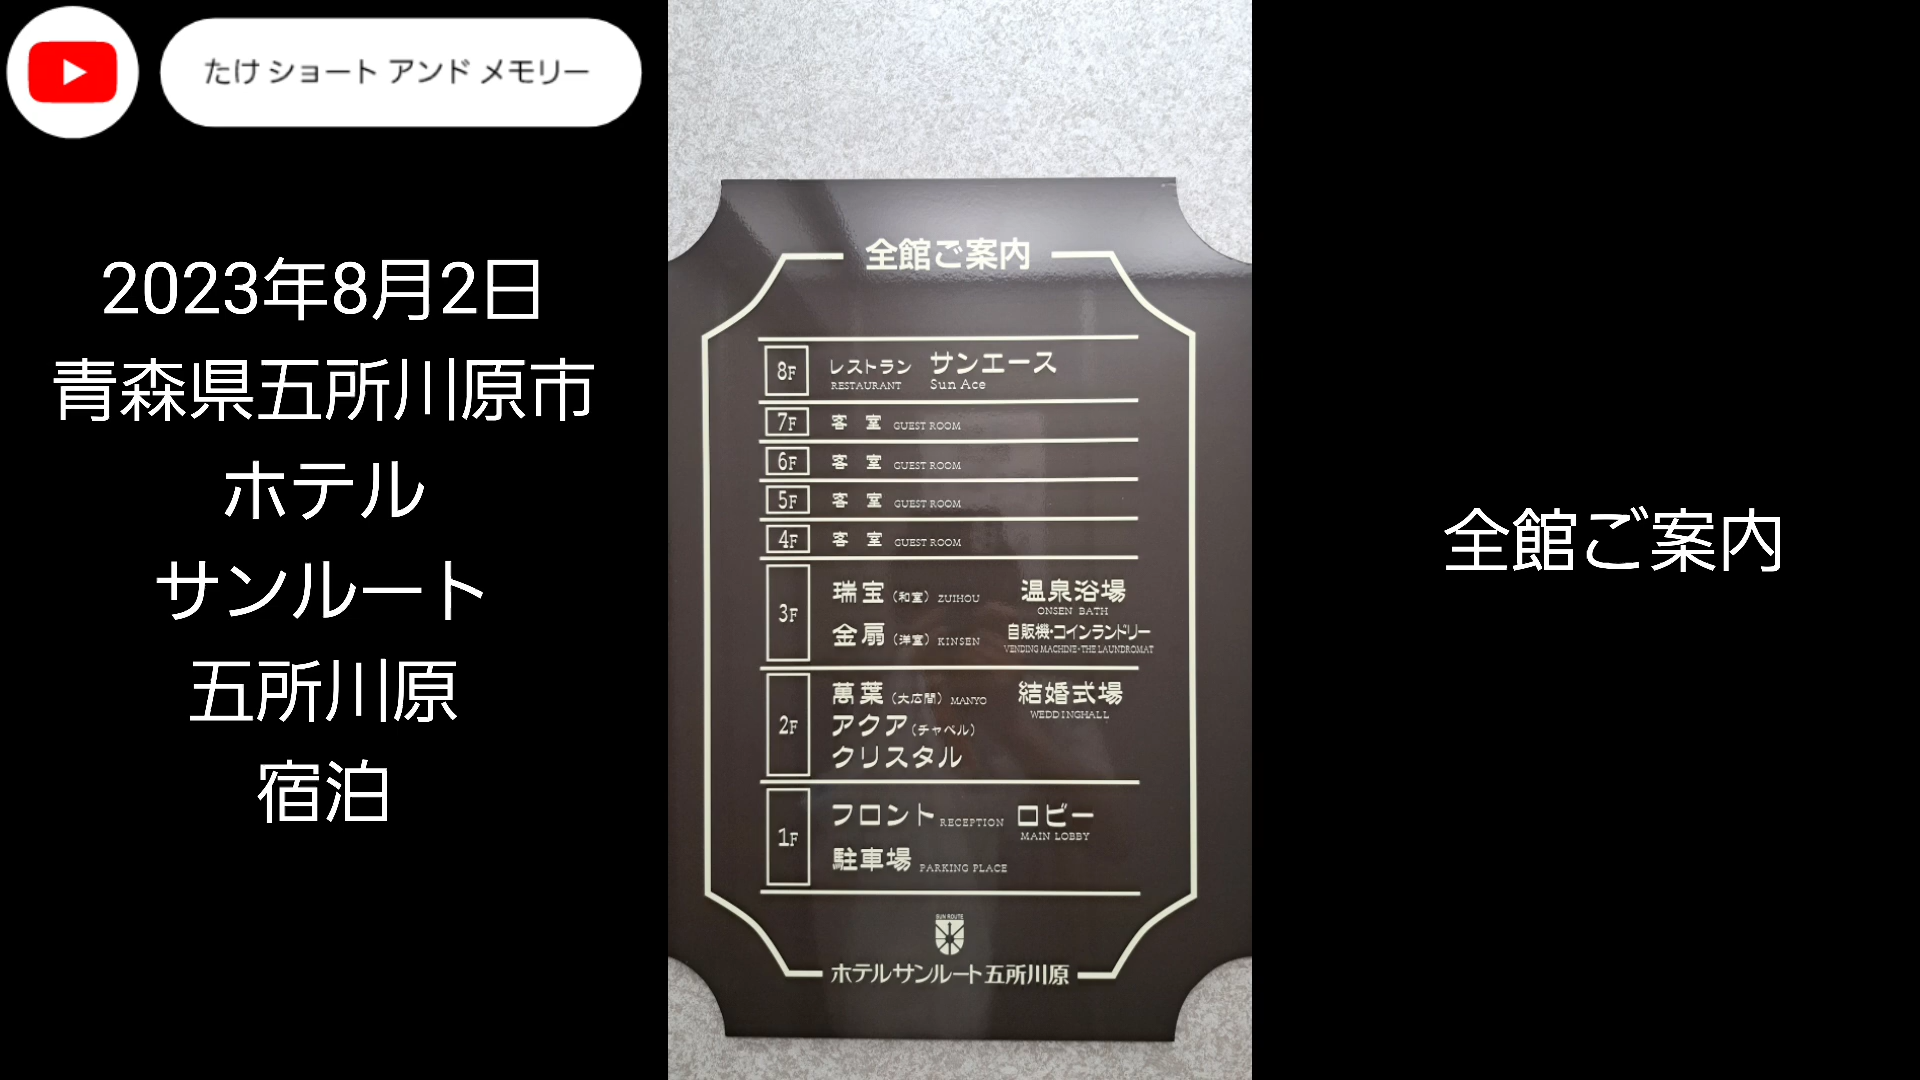 たけ ショート アンド メモリー
2023年8月2日
青森県五所川原市
ホテル
サンルート
五所川原
宿泊
全館ご案内
8F レストラン サンエース
RESTAURANT Sun Ace
7F 客室 GUEST ROOM
6F 客室 GUEST ROOM
5F 客室 GUEST ROOM
4F 客室 GUEST ROOM
3F
瑞宝（和室）ZUIHOU 温泉浴場
ONSEN BATH
金扇（洋室）KINSEN 自販機・コインランドリー
VENDING MACHINE・THE LAUNDROMAT
2F
萬葉（大広間）MANYO 結婚式場
WEDDINGHALL
アクア（チャペル）
クリスタル
1F
フロント RECEPTION ロビー
MAIN LOBBY
駐車場 PARKING PLACE
SUN ROUTE
ホテルサンルート五所川原
全館ご案内